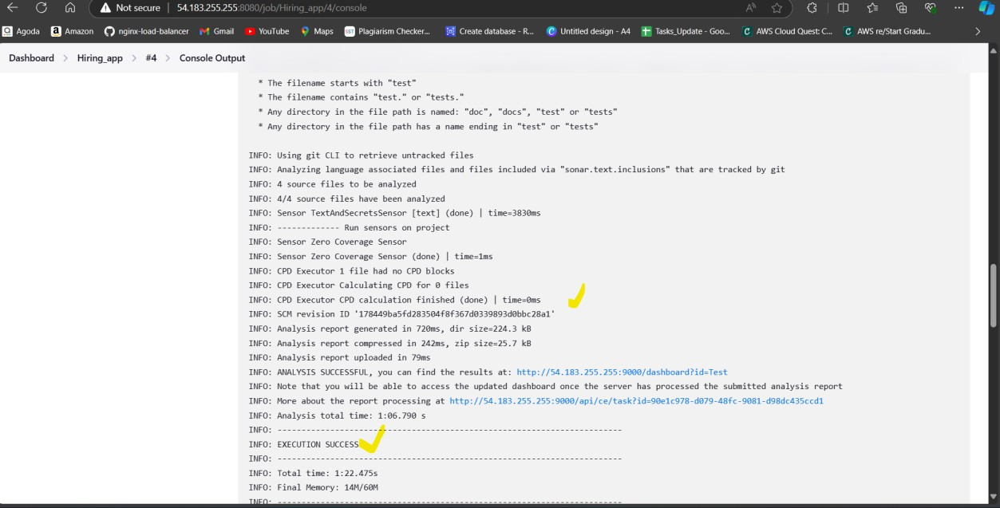 Not secure | 54.183.255.255:8080/job/Hiring_app/4/console
Agoda Amazon nginx-load-balancer Gmail YouTube Maps SST Plagiarism Checker... Create database - R... Untitled design - A4 Tasks_Update - Goo... AWS Cloud Quest: C... AWS re/Start Gradu...
Dashboard > Hiring_app > #4 > Console Output
* The filename starts with "test"
* The filename contains "test." or "tests."
* Any directory in the file path is named: "doc", "docs", "test" or "tests"
* Any directory in the file path has a name ending in "test" or "tests"
INFO: Using git CLI to retrieve untracked files
INFO: Analyzing language associated files and files included via "sonar.text.inclusions" that are tracked by git
INFO: 4 source files to be analyzed
INFO: 4/4 source files have been analyzed
INFO: Sensor TextAndSecretsSensor [text] (done) | time=3830ms
INFO: ------------- Run sensors on project
INFO: Sensor Zero Coverage Sensor
INFO: Sensor Zero Coverage Sensor (done) | time=1ms
INFO: CPD Executor 1 file had no CPD blocks
INFO: CPD Executor Calculating CPD for 0 files
INFO: CPD Executor CPD calculation finished (done) | time=0ms
INFO: SCM revision ID '178449ba5fd283504f8f367d0339893d0bbc28a1'
INFO: Analysis report generated in 720ms, dir size=224.3 kB
INFO: Analysis report compressed in 242ms, zip size=25.7 kB
INFO: Analysis report uploaded in 79ms
INFO: ANALYSIS SUCCESSFUL, you can find the results at: http://54.183.255.255:9000/dashboard?id=Test
INFO: Note that you will be able to access the updated dashboard once the server has processed the submitted analysis report
INFO: More about the report processing at http://54.183.255.255:9000/api/ce/task?id=90e1c978-d079-48fc-9081-d98dc435ccd1
INFO: Analysis total time: 1:06.790 s
INFO: ------------------------------------------------------------------------
INFO: EXECUTION SUCCESS
INFO: ------------------------------------------------------------------------
INFO: Total time: 1:22.475s
INFO: Final Memory: 14M/60M
INFO: ------------------------------------------------------------------------